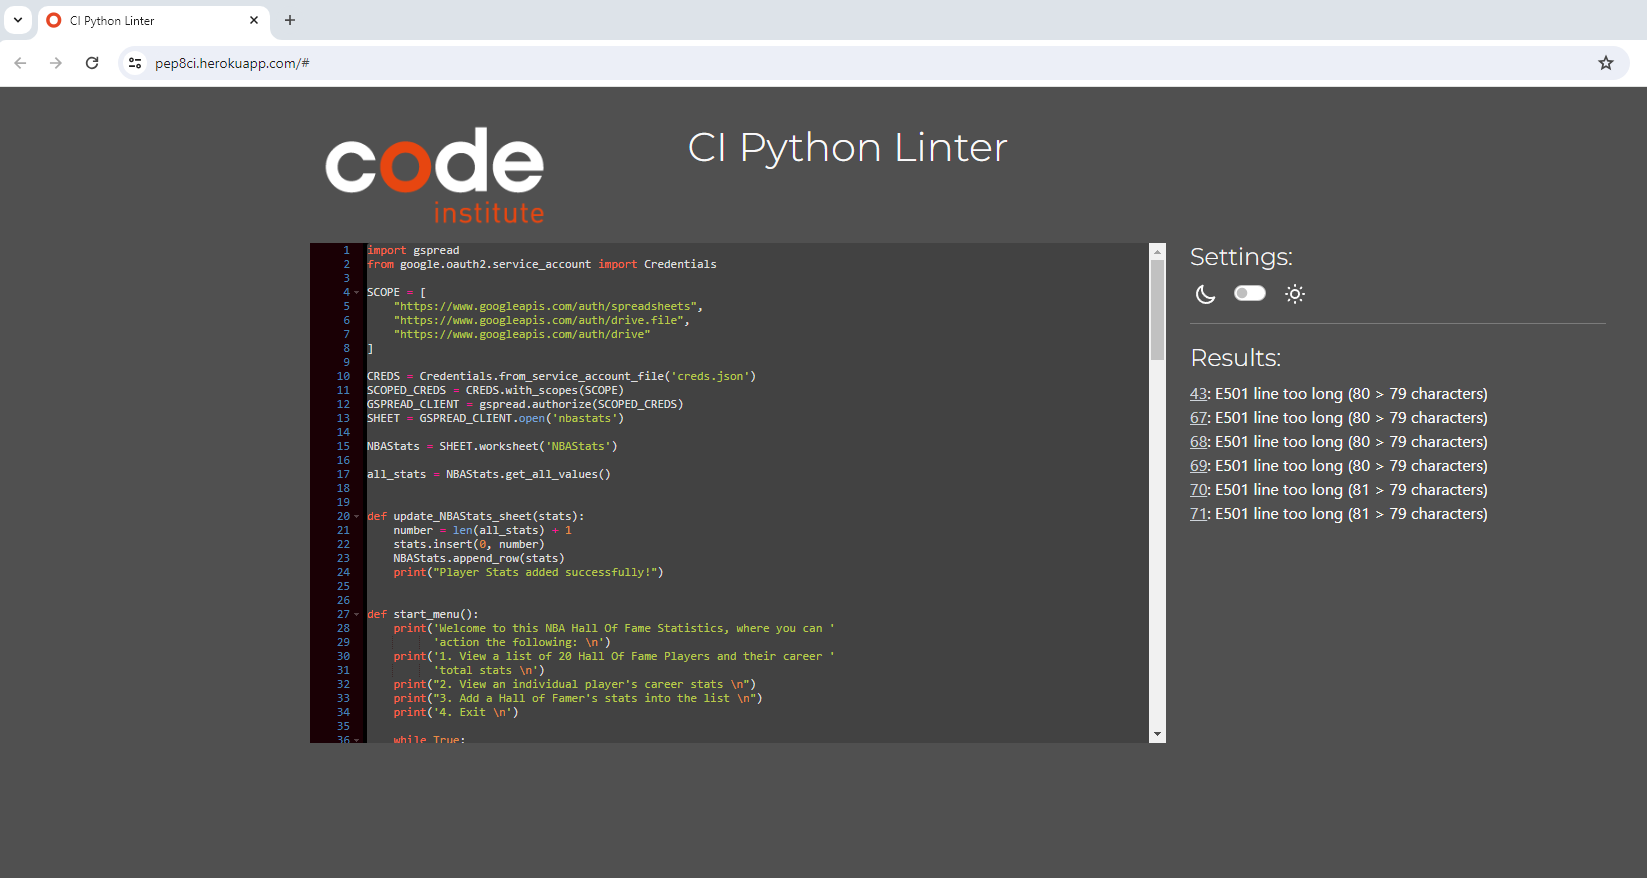 CI Python Linter
pep8ci.herokuapp.com/#
code
institute
CI Python Linter
1 import gspread
2 from google.oauth2.service_account import Credentials
3
4 SCOPE = [
5     "https://www.googleapis.com/auth/spreadsheets",
6     "https://www.googleapis.com/auth/drive.file",
7     "https://www.googleapis.com/auth/drive"
8 ]
9
10 CREDS = Credentials.from_service_account_file('creds.json')
11 SCOPED_CREDS = CREDS.with_scopes(SCOPE)
12 GSPREAD_CLIENT = gspread.authorize(SCOPED_CREDS)
13 SHEET = GSPREAD_CLIENT.open('nbastats')
14
15 NBAStats = SHEET.worksheet('NBAStats')
16
17 all_stats = NBAStats.get_all_values()
18
19
20 def update_NBAStats_sheet(stats):
21     number = len(all_stats) + 1
22     stats.insert(0, number)
23     NBAStats.append_row(stats)
24     print("Player Stats added successfully!")
25
26
27 def start_menu():
28     print('Welcome to this NBA Hall Of Fame Statistics, where you can '
29           'action the following: \n')
30     print('1. View a list of 20 Hall Of Fame Players and their career '
31           'total stats \n')
32     print("2. View an individual player's career stats \n")
33     print("3. Add a Hall of Famer's stats into the list \n")
34     print('4. Exit \n')
35
36     while True:
Settings:
Results:
43: E501 line too long (80 > 79 characters)
67: E501 line too long (80 > 79 characters)
68: E501 line too long (80 > 79 characters)
69: E501 line too long (80 > 79 characters)
70: E501 line too long (81 > 79 characters)
71: E501 line too long (81 > 79 characters)